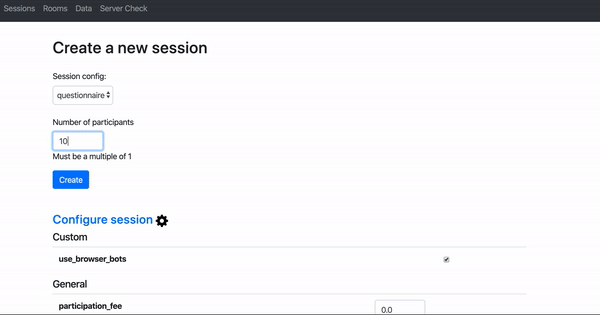 Sessions Rooms Data Server Check
Create a new session
Session config:
questionnaire
Number of participants
10
Must be a multiple of 1
Create
Configure session
Custom
use_browser_bots
General
participation_fee
0.0